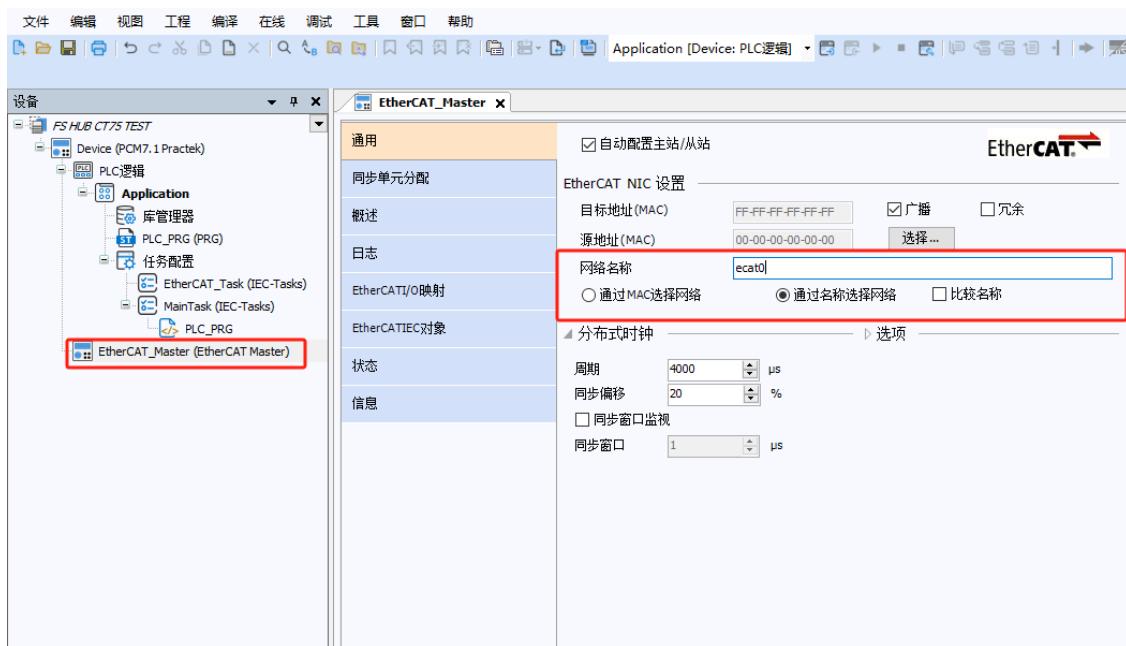 文件 编辑 视图 工程 编译 在线 调试 工具 窗口 帮助
Application [Device: PLC逻辑]
设备
FS HUB CT75 TEST
Device (PCM7.1 Practek)
PLC逻辑
Application
库管理器
PLC_PRG (PRG)
任务配置
EtherCAT_Task (IEC-Tasks)
MainTask (IEC-Tasks)
PLC_PRG
EtherCAT_Master (EtherCAT Master)
EtherCAT_Master
通用
同步单元分配
概述
日志
EtherCATI/O映射
EtherCATIEC对象
状态
信息
自动配置主站/从站
EtherCAT
EtherCAT NIC 设置
目标地址(MAC) FF-FF-FF-FF-FF-FF 广播 冗余
源地址(MAC) 00-00-00-00-00-00 选择...
网络名称 ecat0
通过MAC选择网络 通过名称选择网络 比较名称
分布式时钟 选项
周期 4000 µs
同步偏移 20 %
同步窗口监视
同步窗口 1 µs